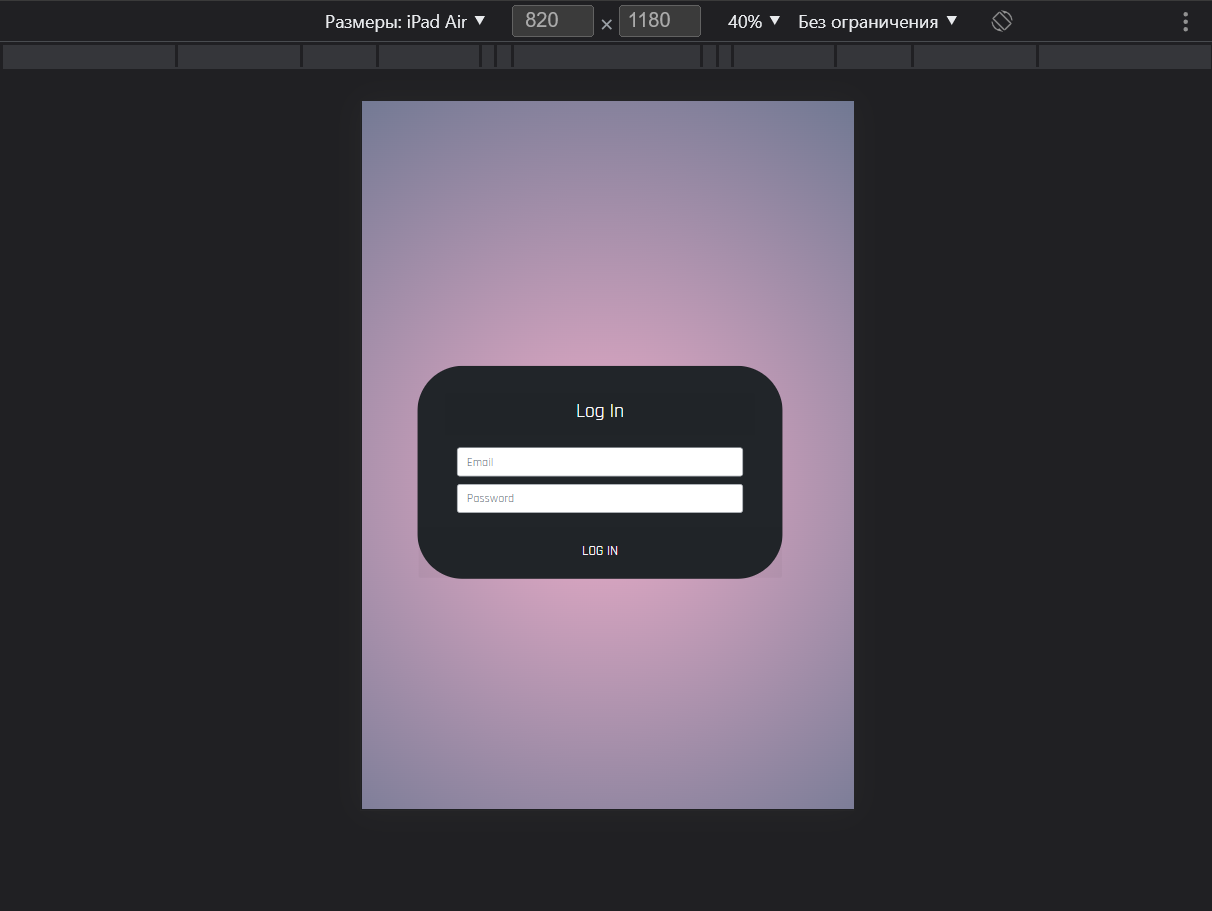 Размеры: iPad Air ▼ 820 × 1180 40% ▼ Без ограничения ▼
Log In
Email
Password
LOG IN